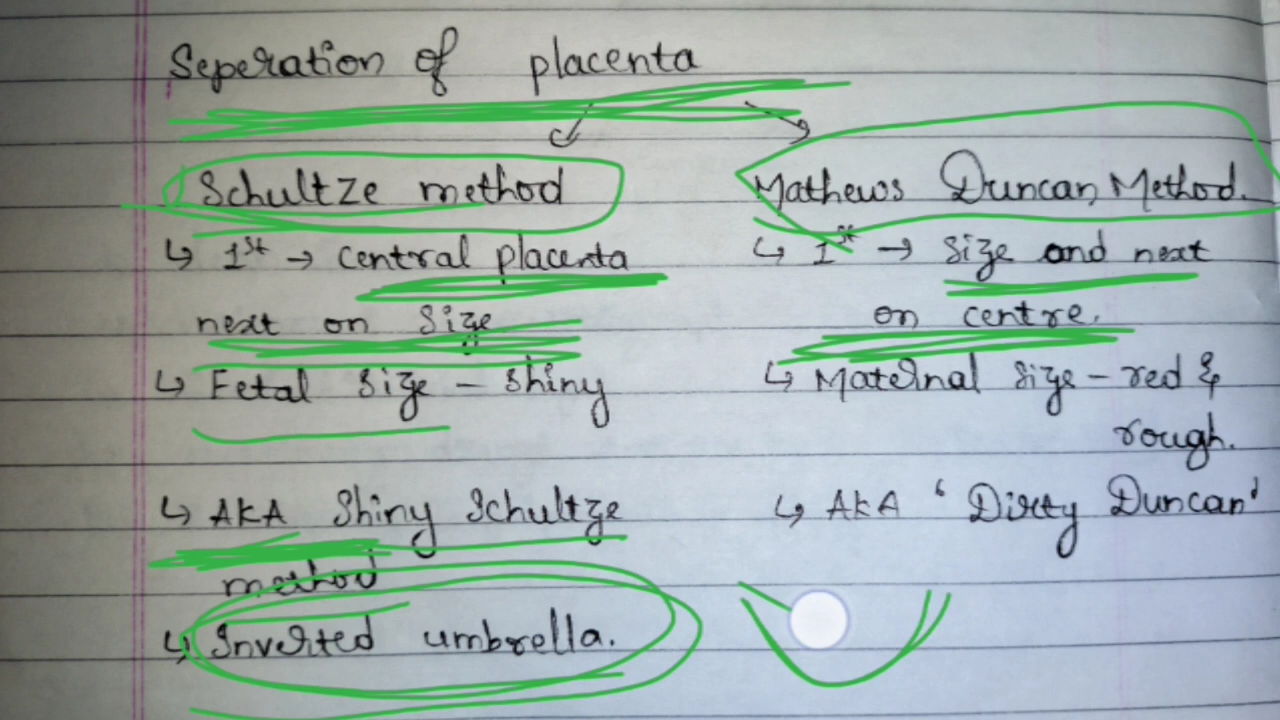 Seperation of placenta
Schultze method
↳ 1st → central placenta
next on Size
↳ Fetal size - shiny
↳ AKA Shiny Schultze
method
↳ Inverted umbrella.
Mathews Duncan Method.
↳ 1st → size and next
on centre.
↳ Maternal size - red &
rough.
↳ AKA 'Dirty Duncan'